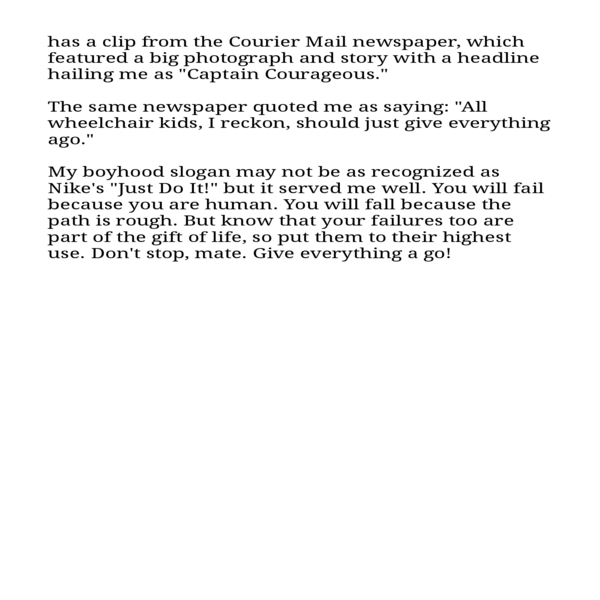 has a clip from the Courier Mail newspaper, which
featured a big photograph and story with a headline
hailing me as "Captain Courageous."
The same newspaper quoted me as saying: "All
wheelchair kids, I reckon, should just give everything
ago."
My boyhood slogan may not be as recognized as
Nike's "Just Do It!" but it served me well. You will fail
because you are human. You will fall because the
path is rough. But know that your failures too are
part of the gift of life, so put them to their highest
use. Don't stop, mate. Give everything a go!